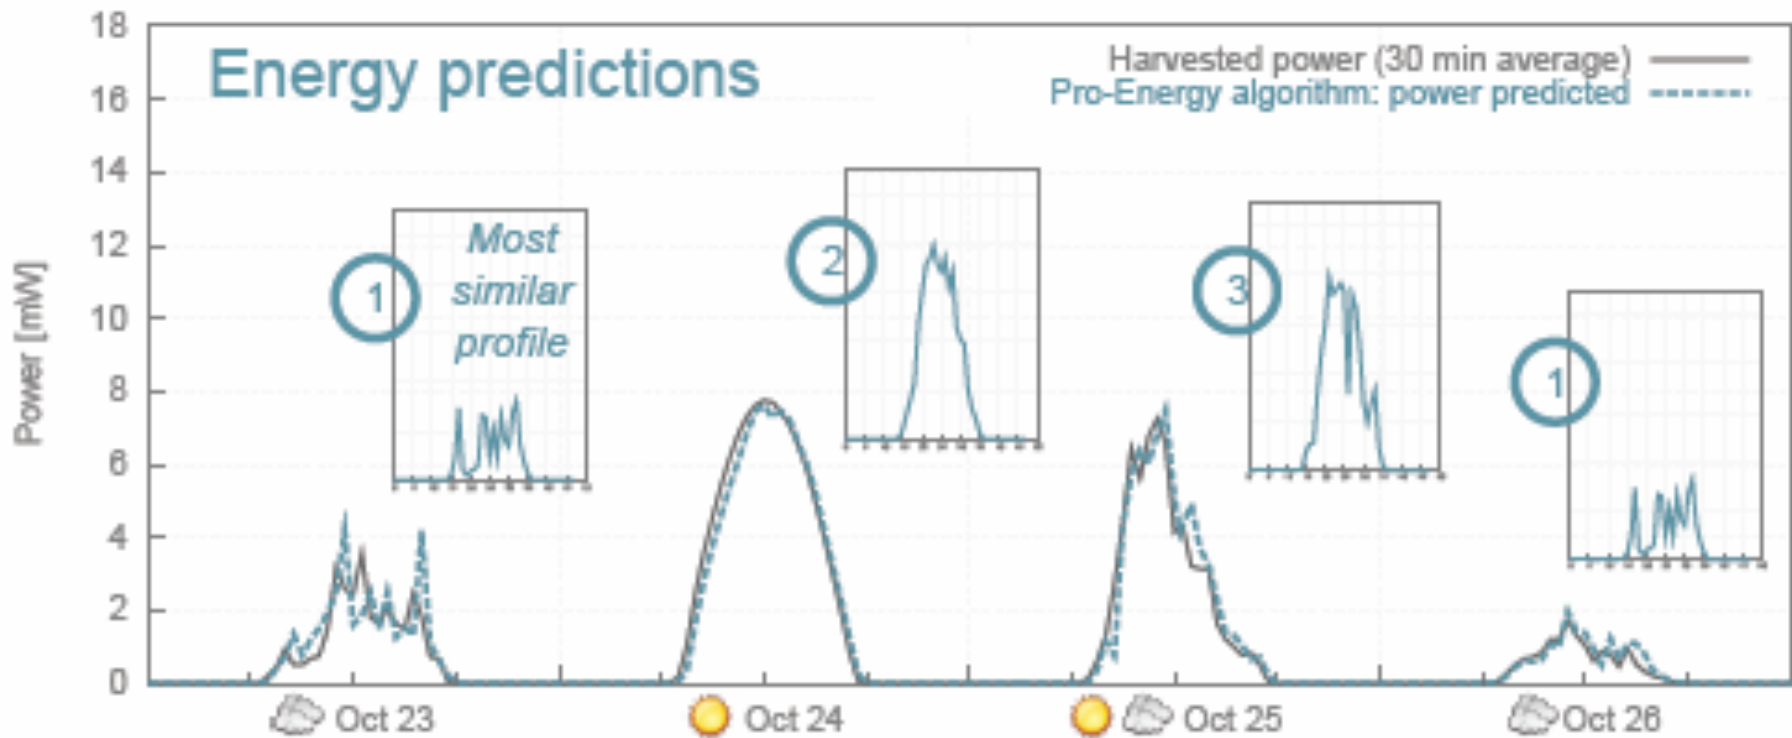 Energy predictions
Harvested power (30 min average)
Pro-Energy algorithm: power predicted
Power [mW]
18
16
14
12
10
8
6
4
2
0
1
Most
similar
profile
2
3
1
Oct 23
Oct 24
Oct 25
Oct 26